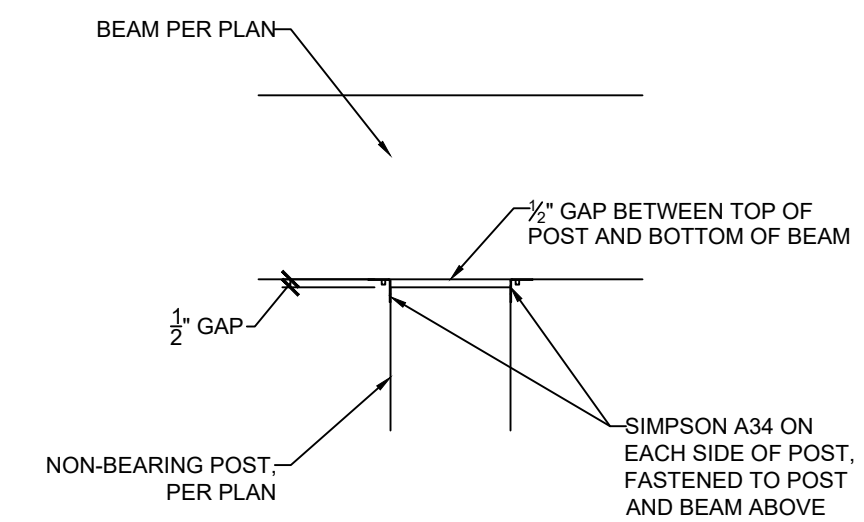 BEAM PER PLAN
½" GAP BETWEEN TOP OF
POST AND BOTTOM OF BEAM
½" GAP
SIMPSON A34 ON
EACH SIDE OF POST,
FASTENED TO POST
AND BEAM ABOVE
NON-BEARING POST,
PER PLAN